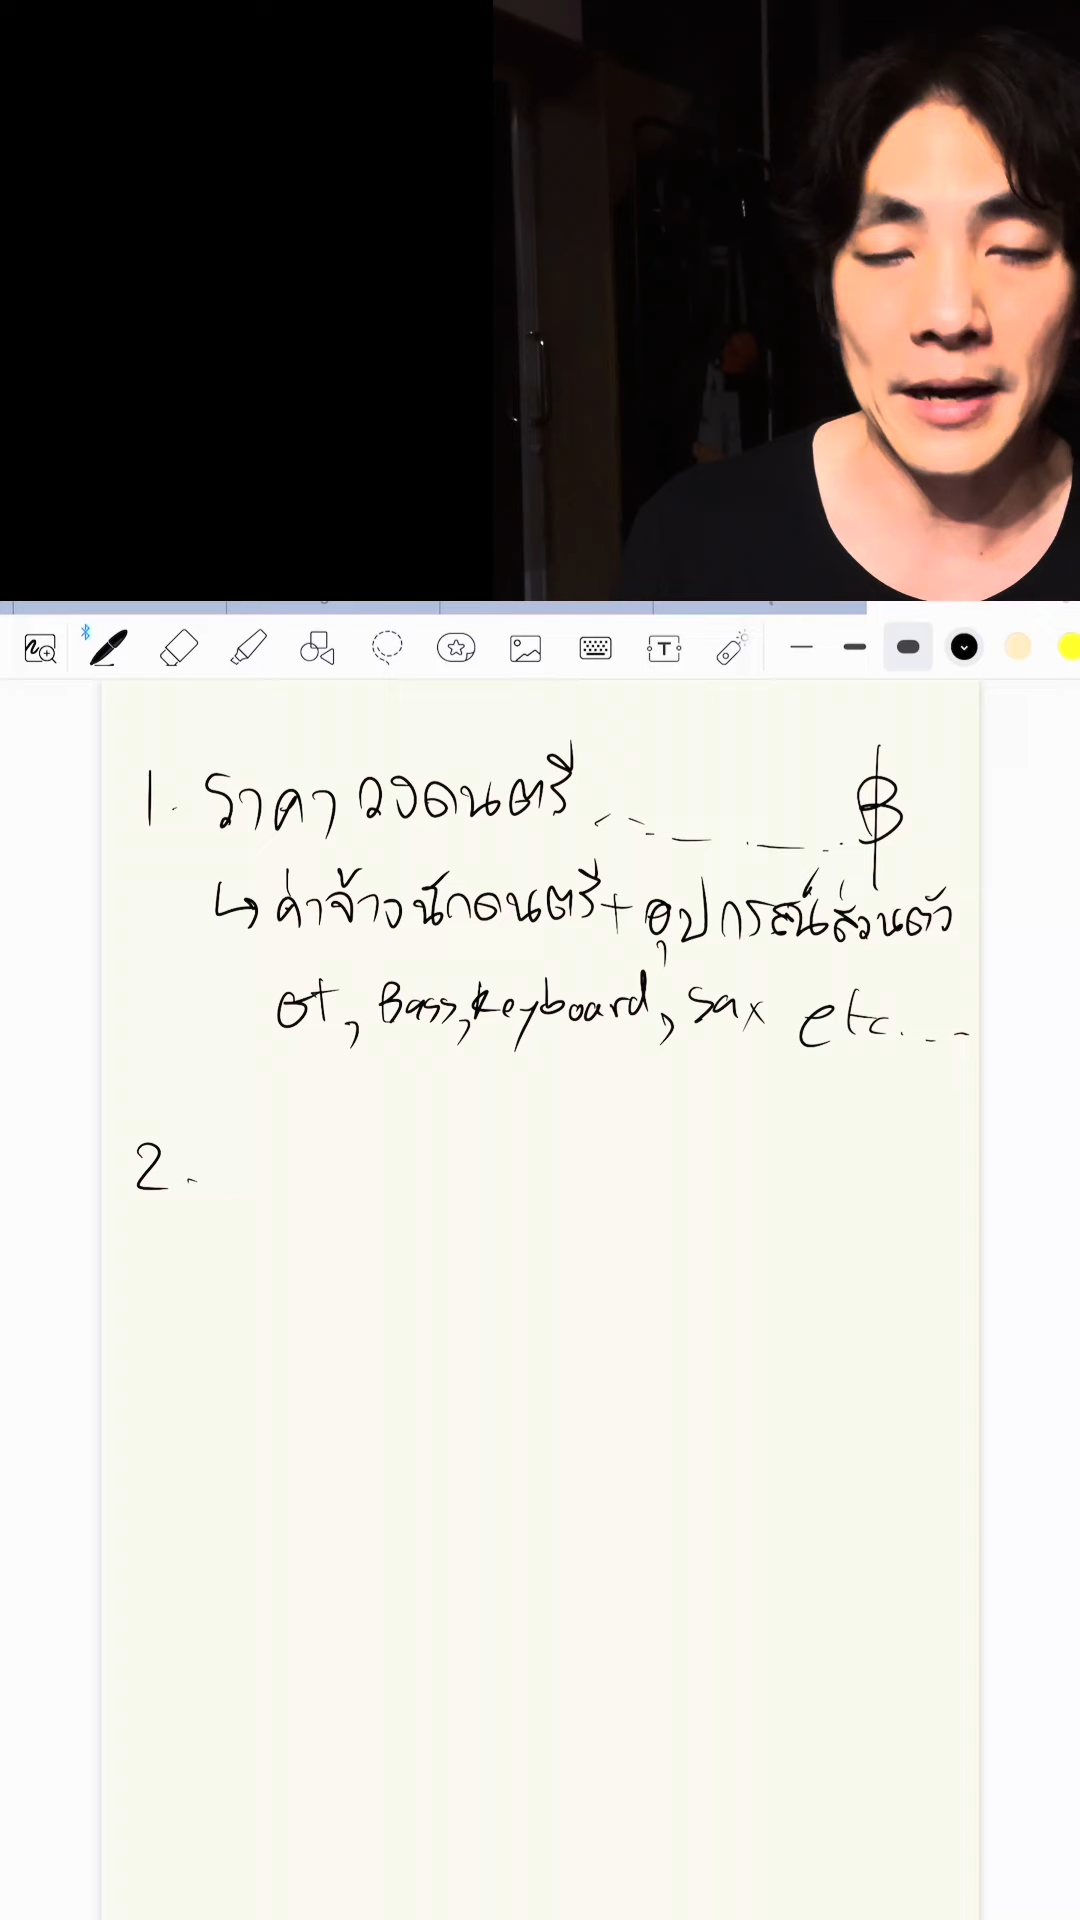 1. ราคาวงดนตรี ........ ฿
↳ ค่าจ้างนักดนตรี + อุปกรณ์ส่วนตัว
Gt, Bass, Keyboard, Sax etc....
2.